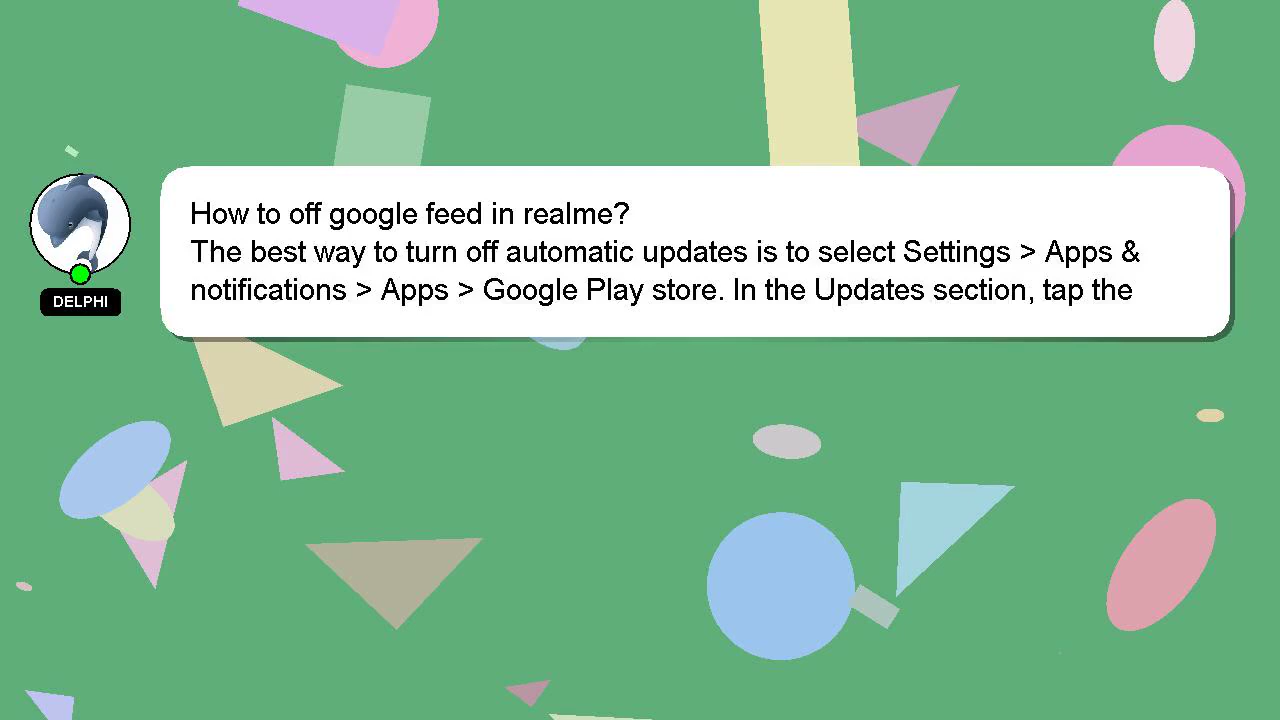 How to off google feed in realme?
The best way to turn off automatic updates is to select Settings > Apps &
notifications > Apps > Google Play store. In the Updates section, tap the
DELPHI